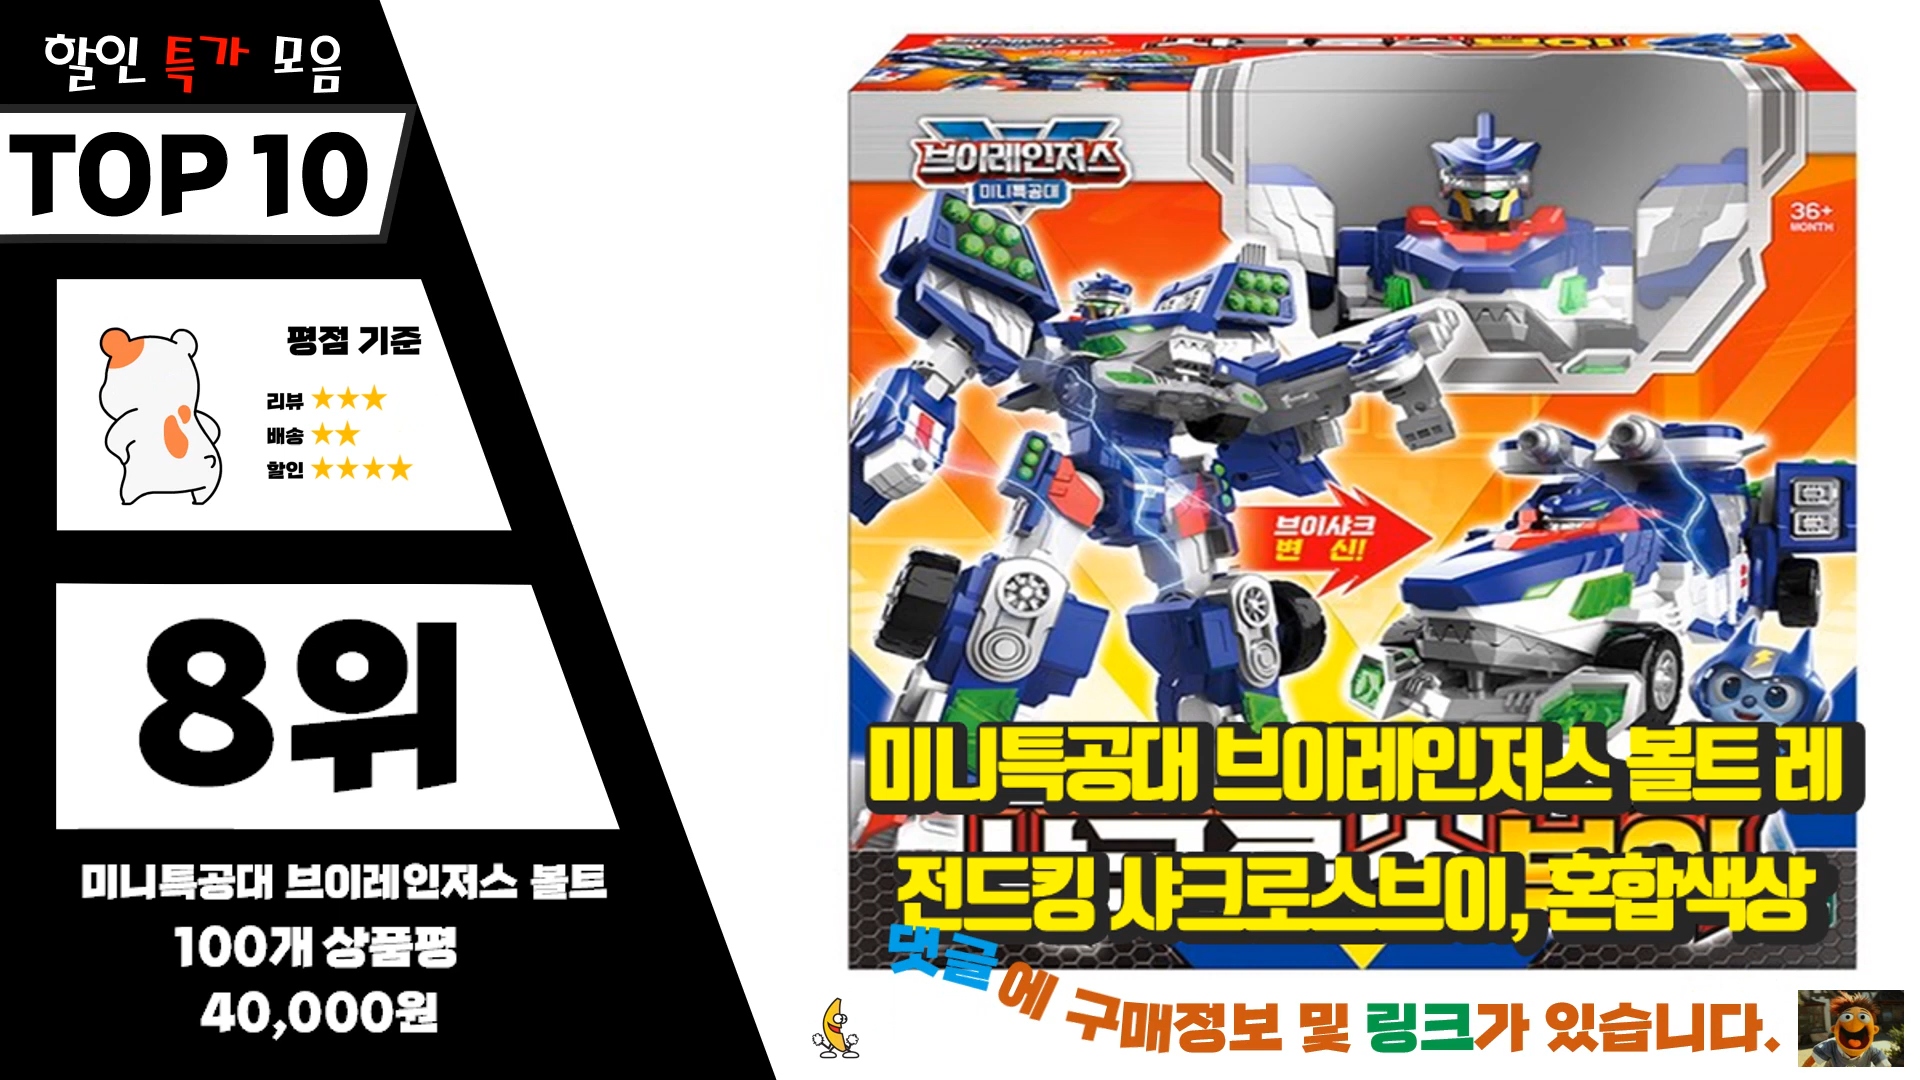 할인 특가 모음
TOP 10
평점 기준
리뷰 ★★★
배송 ★★
할인 ★★★★
8위
미니특공대 브이레인저스 볼트
100개 상품평
40,000원
브이레인저스
미니특공대
36+
MONTH
브이샤크
변 신!
미니특공대 브이레인저스 볼트 레
전드킹 샤크로스브이, 혼합색상
댓글에 구매정보 및 링크가 있습니다.